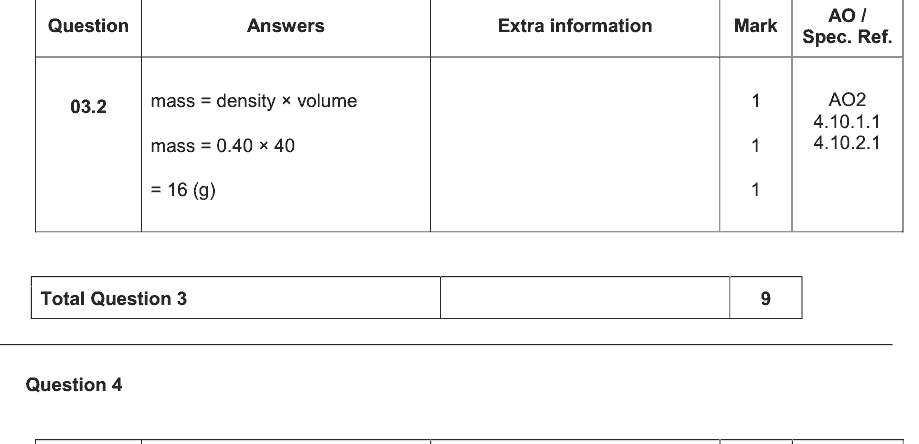 Question Answers Extra information Mark AO /
Spec. Ref.
03.2 mass = density × volume 1 AO2
4.10.1.1
mass = 0.40 × 40 1 4.10.2.1
= 16 (g) 1
Total Question 3 9
Question 4